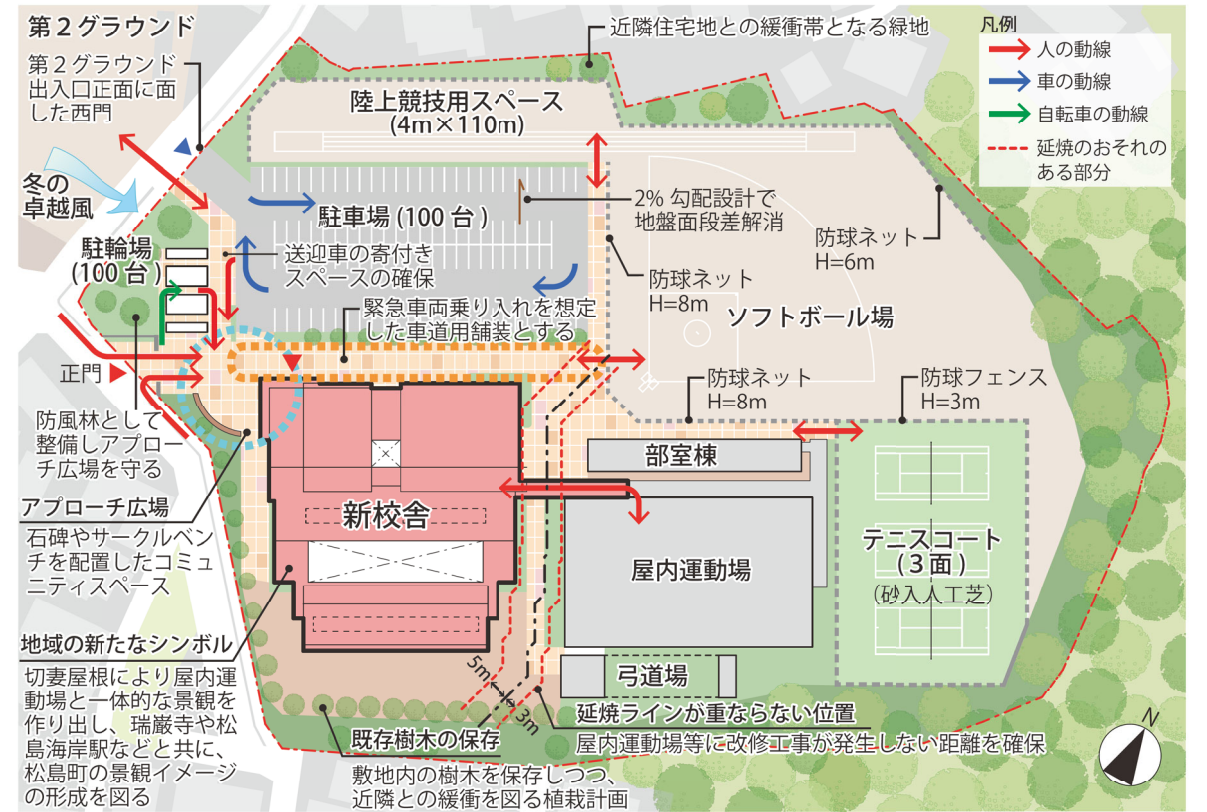 第２グラウンド
第２グラウンド
出入口正面に面
した西門
近隣住宅地との緩衝帯となる緑地
凡例
人の動線
車の動線
自転車の動線
延焼のおそれの
ある部分
陸上競技用スペース
(4m×110m)
冬の
卓越風
駐車場(100 台)
2% 勾配設計で
地盤面段差解消
防球ネット
H=6m
駐輪場
(100 台)
送迎車の寄付き
スペースの確保
防球ネット
H=8m
ソフトボール場
緊急車両乗り入れを想定
した車道用舗装とする
正門
防球ネット
H=8m
防球フェンス
H=3m
防風林として
整備しアプロー
チ広場を守る
部室棟
アプローチ広場
石碑やサークルベン
チを配置したコミュ
ニティスペース
新校舎
屋内運動場
テニスコート
(３面)
(砂入人工芝)
地域の新たなシンボル
切妻屋根により屋内運
動場と一体的な景観を
作り出し、瑞巌寺や松
島海岸駅などと共に、
松島町の景観イメージ
の形成を図る
5m
3m
弓道場
延焼ラインが重ならない位置
屋内運動場等に改修工事が発生しない距離を確保
既存樹木の保存
敷地内の樹木を保存しつつ、
近隣との緩衝を図る植栽計画
N